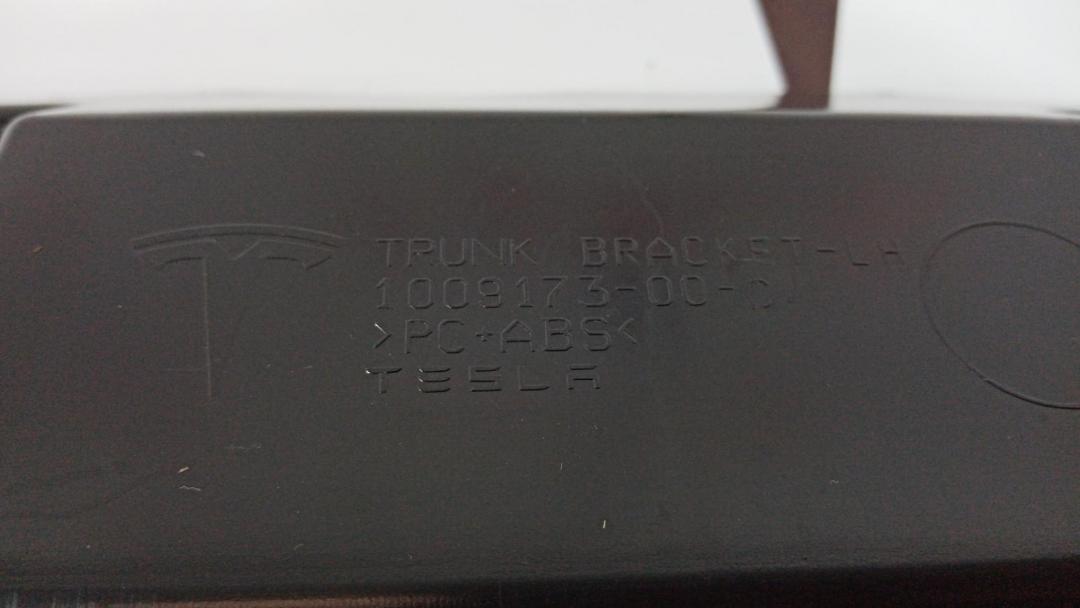 TRUNK BRACKET-LH
1009173-00-
>PC+ABS<
TESLA